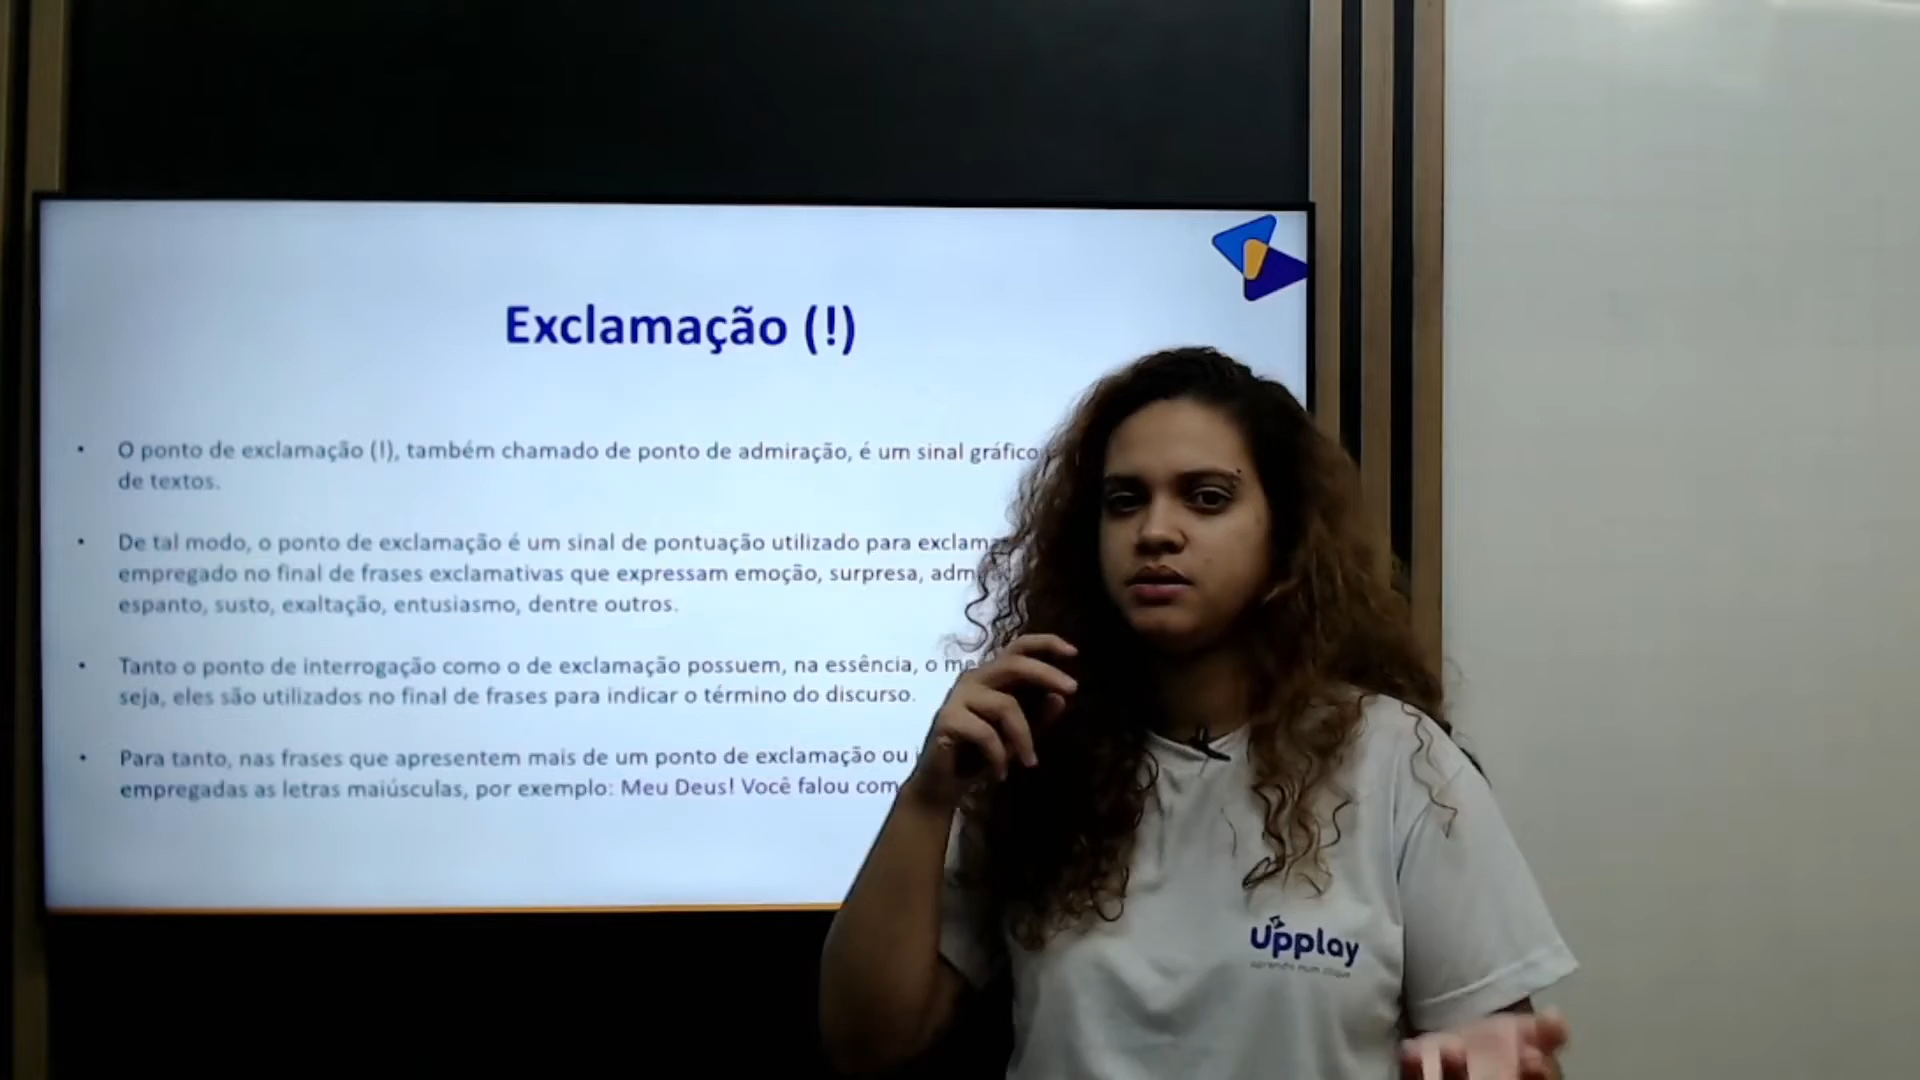 Exclamação (!)
• O ponto de exclamação (!), também chamado de ponto de admiração, é um sinal gráfico
de textos.
• De tal modo, o ponto de exclamação é um sinal de pontuação utilizado para
empregado no final de frases exclamativas que expressam emoção, surpresa,
espanto, susto, exaltação, entusiasmo, dentre outros.
• Tanto o ponto de interrogação como o de exclamação possuem, na essência, o
seja, eles são utilizados no final de frases para indicar o término do discurso.
• Para tanto, nas frases que apresentem mais de um ponto de exclamação ou
empregadas as letras maiúsculas, por exemplo: Meu Deus! Você falou com
Upplay